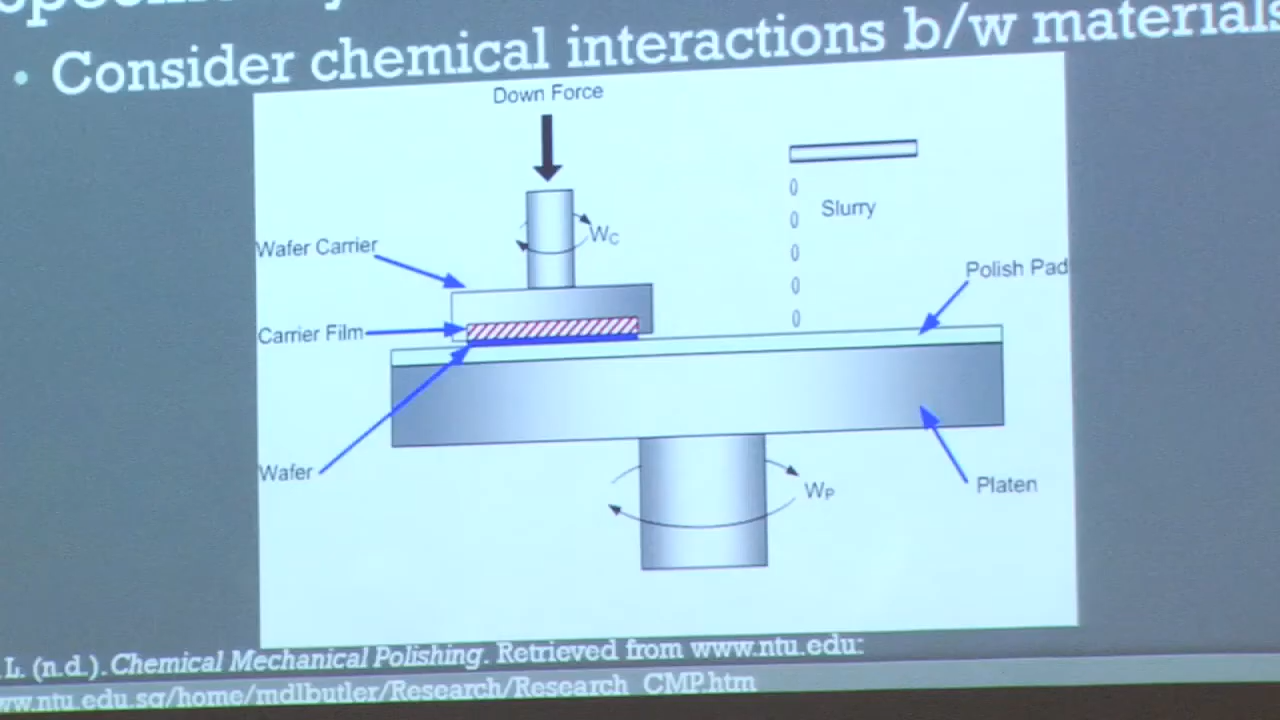 • Consider chemical interactions b/w materials
Down Force
Slurry
Wafer Carrier
WC
Polish Pad
Carrier Film
Wafer
WP
Platen
L. (n.d.). Chemical Mechanical Polishing. Retrieved from www.ntu.edu:
ww.ntu.edu.sg/home/mdlbutler/Research/Research_CMP.htm